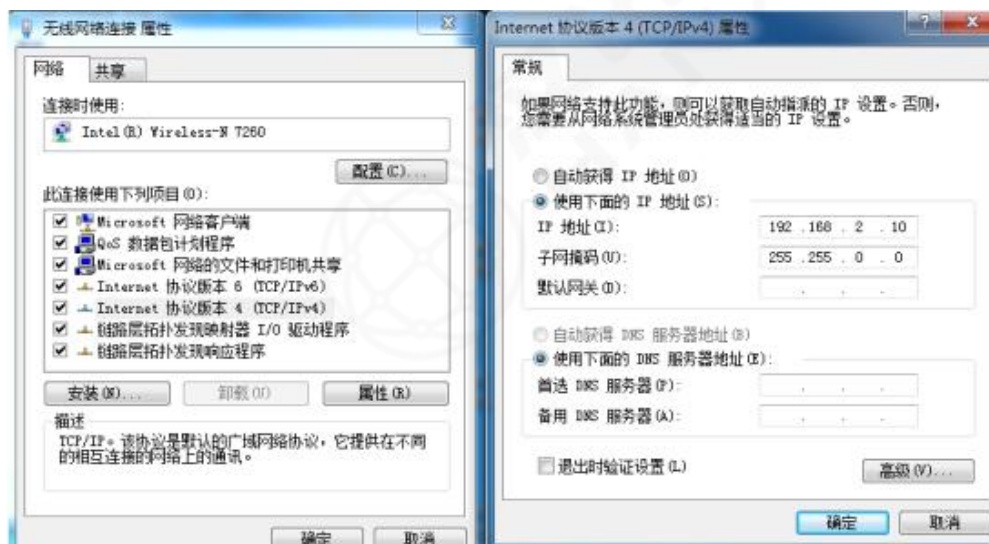 无线网络连接 属性
网络 共享
连接时使用:
Intel(R) Wireless-N 7260
配置(C)...
此连接使用下列项目(O):
Microsoft 网络客户端
QoS 数据包计划程序
Microsoft 网络的文件和打印机共享
Internet 协议版本 6 (TCP/IPv6)
Internet 协议版本 4 (TCP/IPv4)
链路层拓扑发现映射器 I/O 驱动程序
链路层拓扑发现响应程序
安装(N)... 卸载(U) 属性(R)
描述
TCP/IP。该协议是默认的广域网络协议，它提供在不同
的相互连接的网络上的通讯。
确定 取消
Internet 协议版本 4 (TCP/IPv4) 属性
常规
如果网络支持此功能，则可以获取自动指派的 IP 设置。否则，
您需要从网络系统管理员处获得适当的 IP 设置。
自动获得 IP 地址(O)
使用下面的 IP 地址(S):
IP 地址(I): 192 .168 . 2 . 10
子网掩码(U): 255 .255 . 0 . 0
默认网关(D): . . .
自动获得 DNS 服务器地址(B)
使用下面的 DNS 服务器地址(E):
首选 DNS 服务器(P): . . .
备用 DNS 服务器(A): . . .
退出时验证设置(L)
高级(V)...
确定 取消